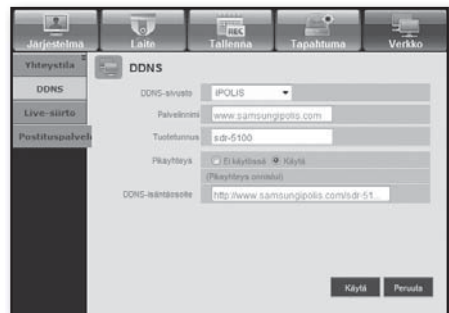 Järjestelmä
Laite
REC
Tallenna
Tapahtuma
Verkko
Yhteystila
DDNS
Live-siirto
Postituspalvelu
DDNS
DDNS-sivusto
IPOLIS
Palvelinnimi
www.samsungipolis.com
Tuotetunnus
sdr-5100
Pikayhteys
Ei käytössä
Käytä
(Pikayhteys onnistui)
DDNS-isäntäosoite
http://www.samsungipolis.com/sdr-51...
Käytä
Peruuta